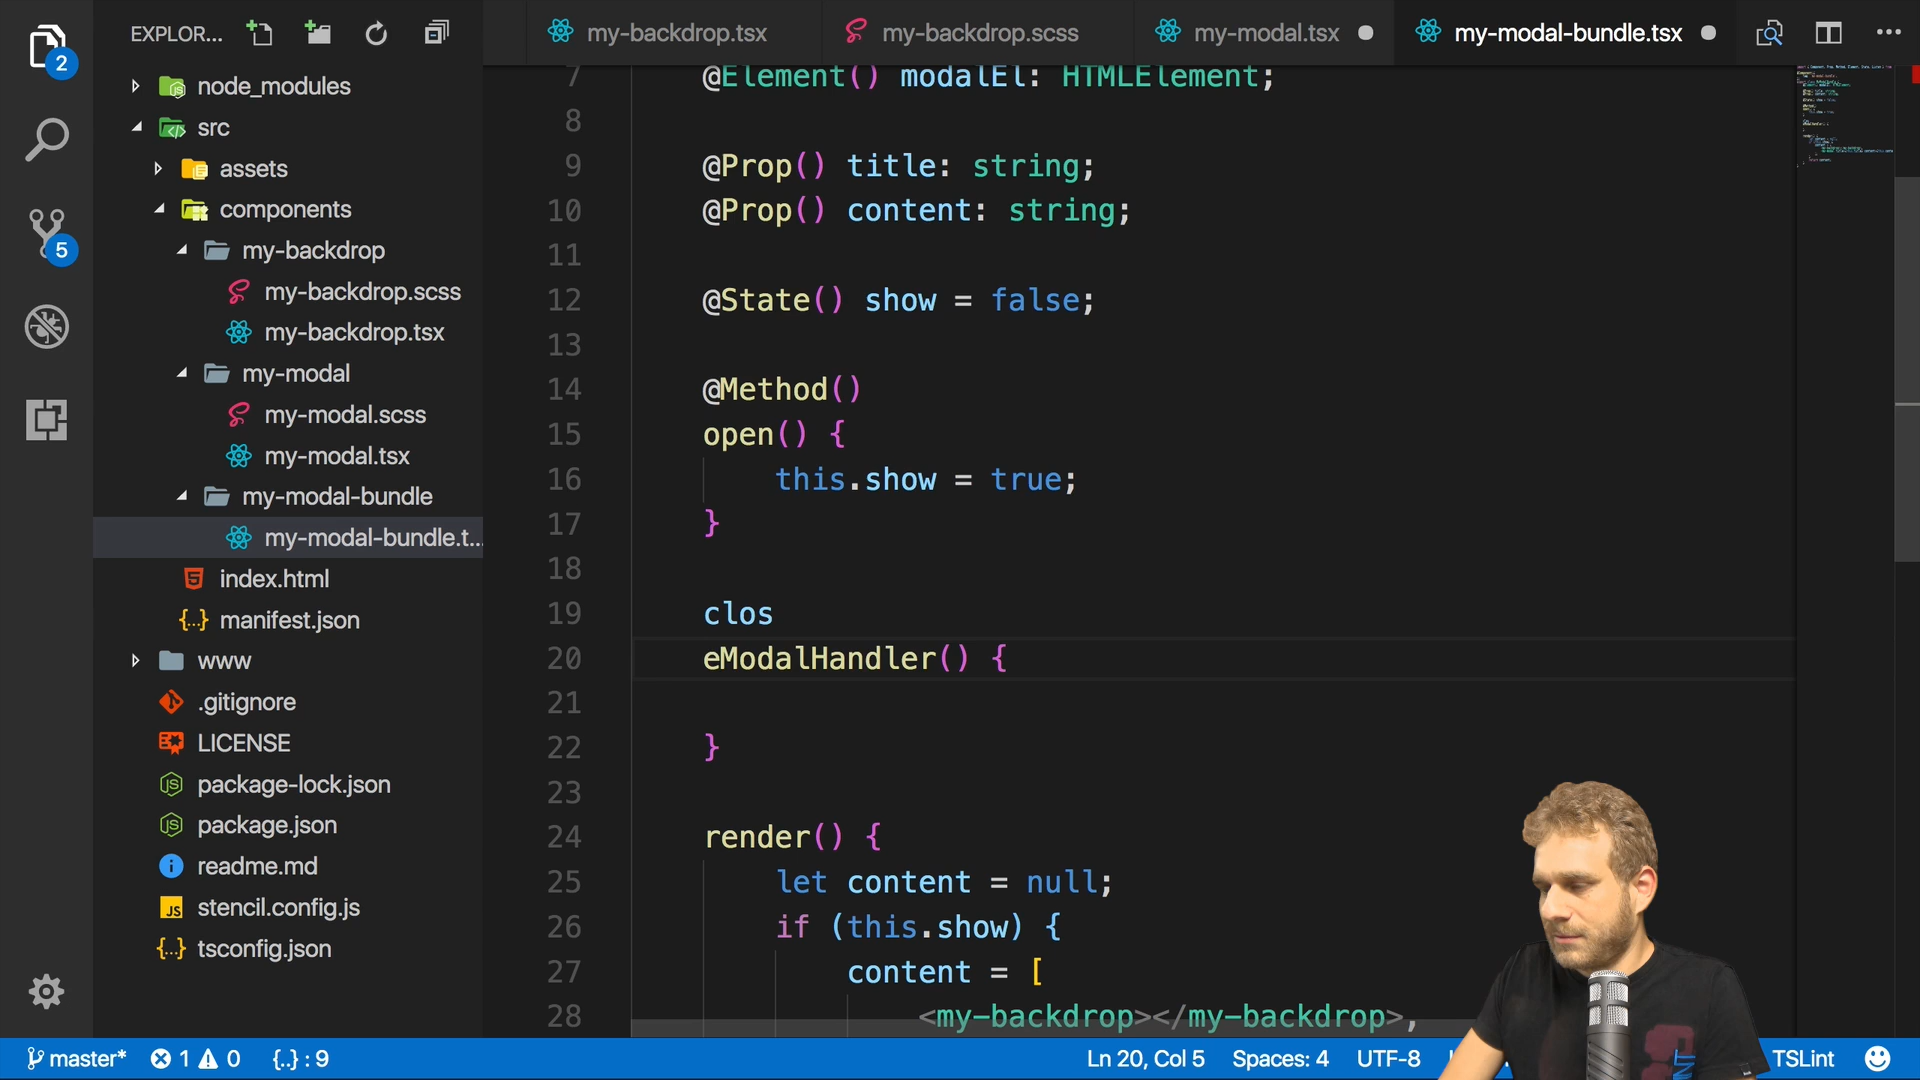 EXPLOR...
my-backdrop.tsx
my-backdrop.scss
my-modal.tsx
my-modal-bundle.tsx
2
5
node_modules
src
assets
components
my-backdrop
my-backdrop.scss
my-backdrop.tsx
my-modal
my-modal.scss
my-modal.tsx
my-modal-bundle
my-modal-bundle.t...
index.html
manifest.json
www
.gitignore
LICENSE
package-lock.json
package.json
readme.md
stencil.config.js
tsconfig.json
7 @Element() modalEl: HTMLElement;
8
9 @Prop() title: string;
10 @Prop() content: string;
11
12 @State() show = false;
13
14 @Method()
15 open() {
16 this.show = true;
17 }
18
19 clos
20 eModalHandler() {
21
22 }
23
24 render() {
25 let content = null;
26 if (this.show) {
27 content = [
28 <my-backdrop></my-backdrop>,
master* 1 0 {..} : 9
Ln 20, Col 5 Spaces: 4 UTF-8 TSLint